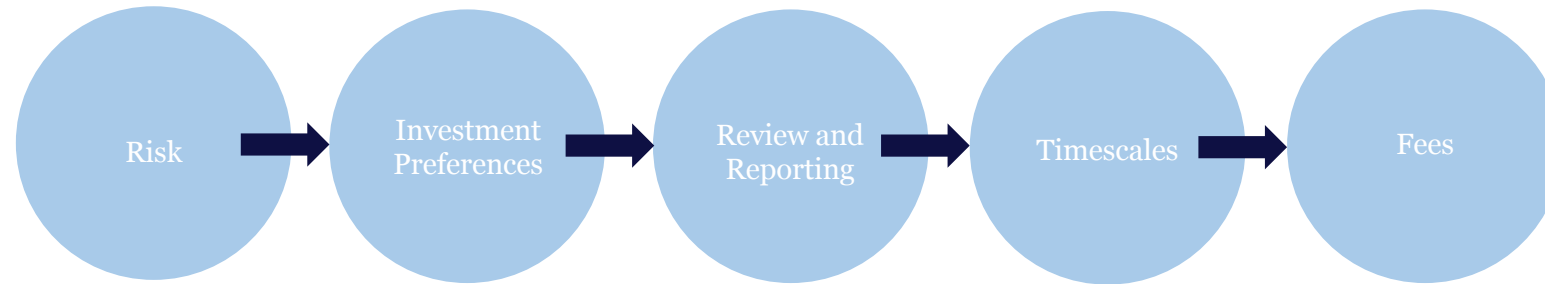 Risk
Investment
Preferences
Review and
Reporting
Timescales
Fees